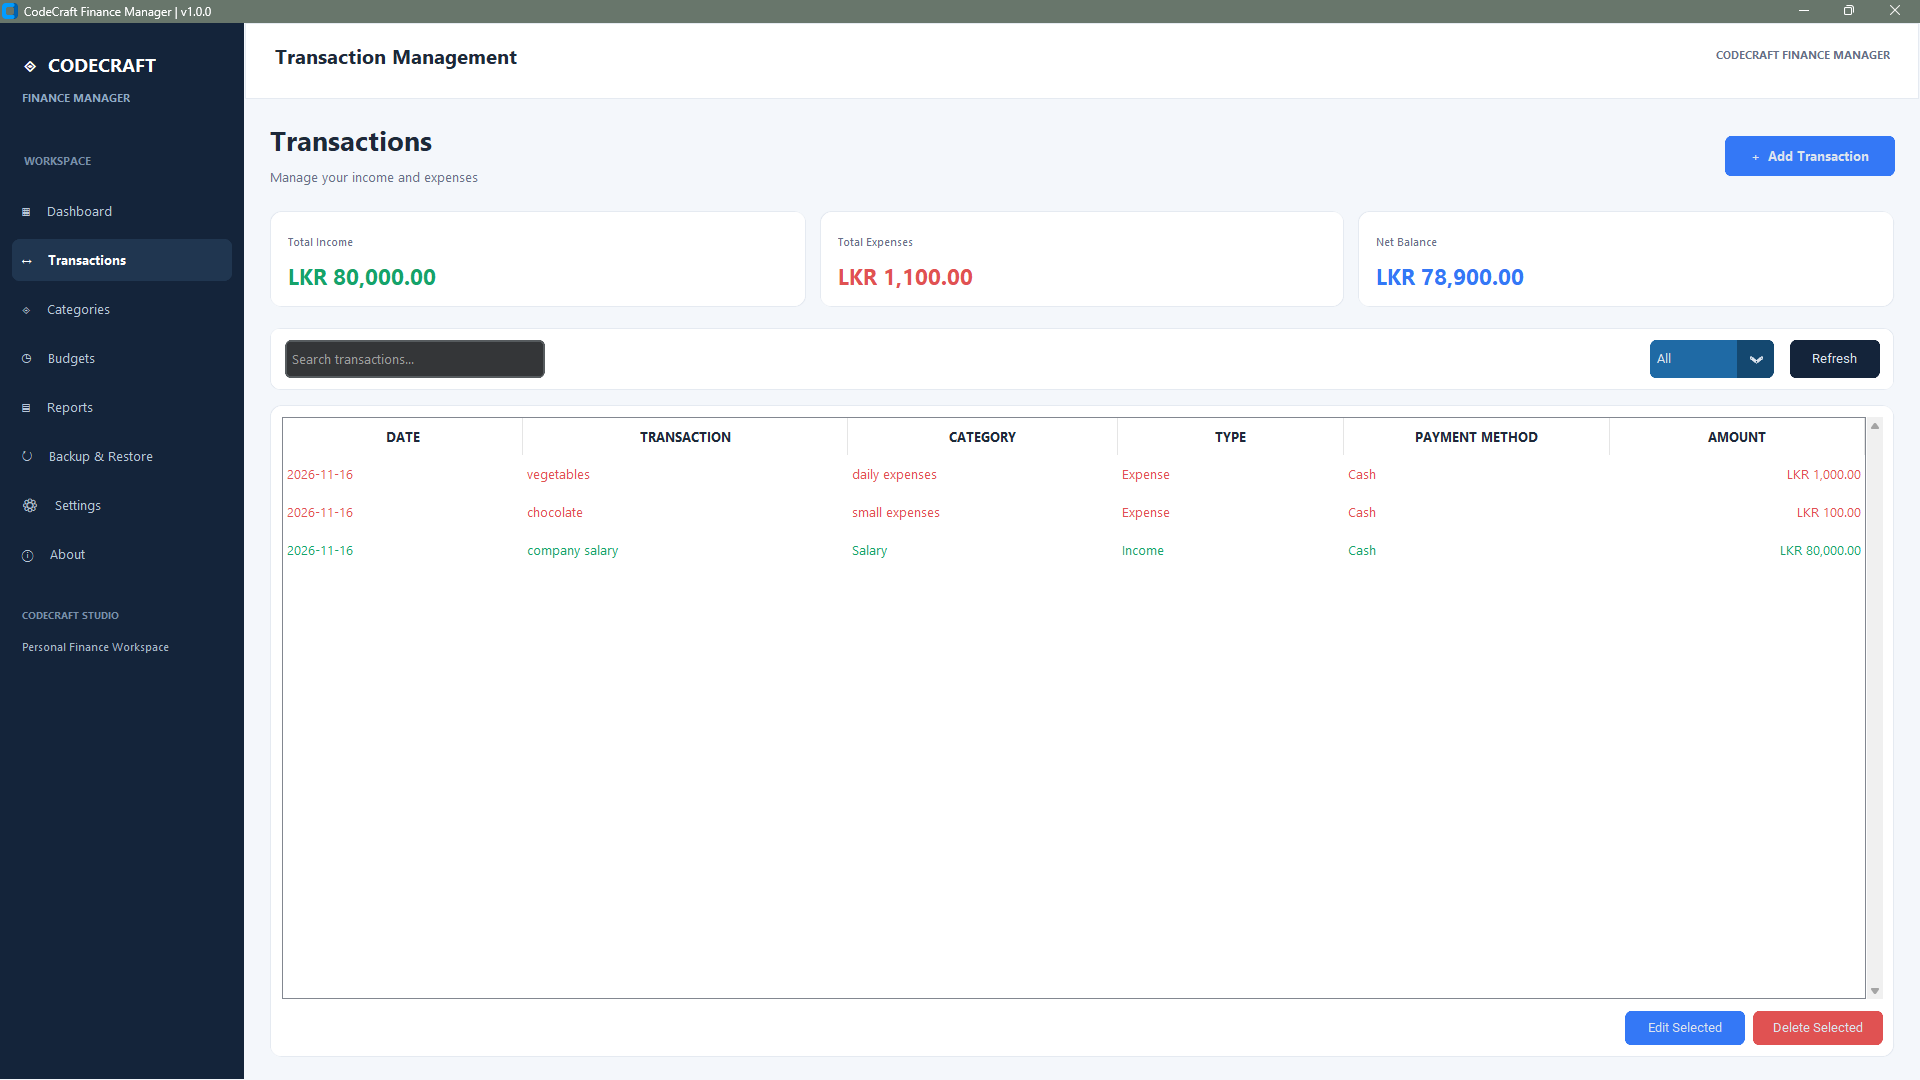 CodeCraft Finance Manager | v1.0.0
CODECRAFT
FINANCE MANAGER
WORKSPACE
Dashboard
Transactions
Categories
Budgets
Reports
Backup & Restore
Settings
About
CODECRAFT STUDIO
Personal Finance Workspace
Transaction Management
CODECRAFT FINANCE MANAGER
Transactions
Manage your income and expenses
+ Add Transaction
Total Income
LKR 80,000.00
Total Expenses
LKR 1,100.00
Net Balance
LKR 78,900.00
Search transactions...
All
Refresh
DATE TRANSACTION CATEGORY TYPE PAYMENT METHOD AMOUNT
2026-11-16 vegetables daily expenses Expense Cash LKR 1,000.00
2026-11-16 chocolate small expenses Expense Cash LKR 100.00
2026-11-16 company salary Salary Income Cash LKR 80,000.00
Edit Selected
Delete Selected